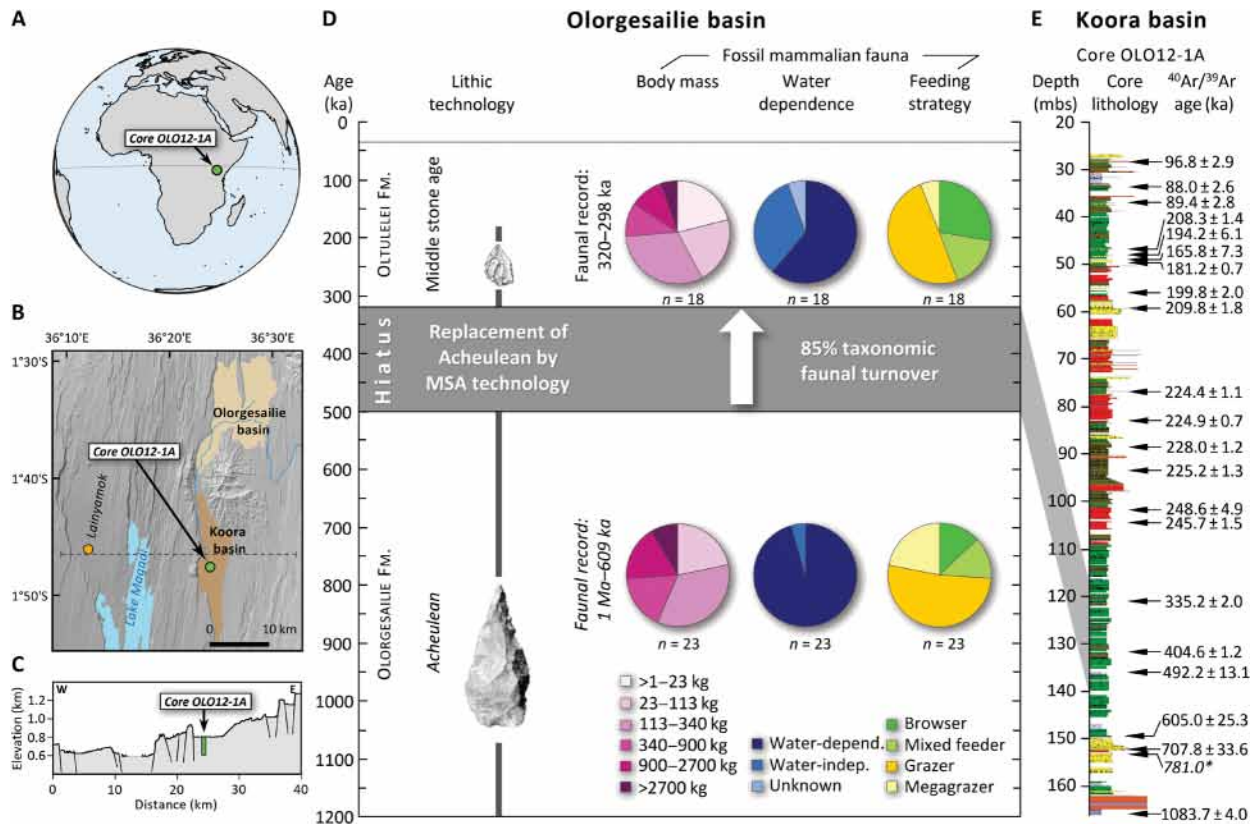 A
Core OLO12-1A
B
36°10'E 36°20'E 36°30'E
1°30'S
1°40'S
1°50'S
Olorgesailie
basin
Core OLO12-1A
Lainyamok
Koora
basin
Lake Magadi
0 10 km
C
W E
Core OLO12-1A
Elevation (km)
1.2
1.0
0.8
0.6
0 10 20 30 40
Distance (km)
D Olorgesailie basin
Fossil mammalian fauna
Age
(ka)
Lithic
technology
Body mass
Water
dependence
Feeding
strategy
0
100
200
300
400
500
600
700
800
900
1000
1100
1200
OLTULELEI FM.
Middle stone age
Faunal record:
320–298 ka
n = 18 n = 18 n = 18
Hiatus
Replacement of
Acheulean by
MSA technology
85% taxonomic
faunal turnover
OLORGESAILIE FM.
Acheulean
Faunal record:
1 Ma–609 ka
n = 23 n = 23 n = 23
>1–23 kg
23–113 kg
113–340 kg
340–900 kg
900–2700 kg
>2700 kg
Water-depend.
Water-indep.
Unknown
Browser
Mixed feeder
Grazer
Megagrazer
E Koora basin
Core OLO12-1A
Depth
(mbs)
Core
lithology
⁴⁰Ar/³⁹Ar
age (ka)
20
30
40
50
60
70
80
90
100
110
120
130
140
150
160
96.8 ± 2.9
88.0 ± 2.6
89.4 ± 2.8
208.3 ± 1.4
194.2 ± 6.1
165.8 ± 7.3
181.2 ± 0.7
199.8 ± 2.0
209.8 ± 1.8
224.4 ± 1.1
224.9 ± 0.7
228.0 ± 1.2
225.2 ± 1.3
248.6 ± 4.9
245.7 ± 1.5
335.2 ± 2.0
404.6 ± 1.2
492.2 ± 13.1
605.0 ± 25.3
707.8 ± 33.6
781.0*
1083.7 ± 4.0